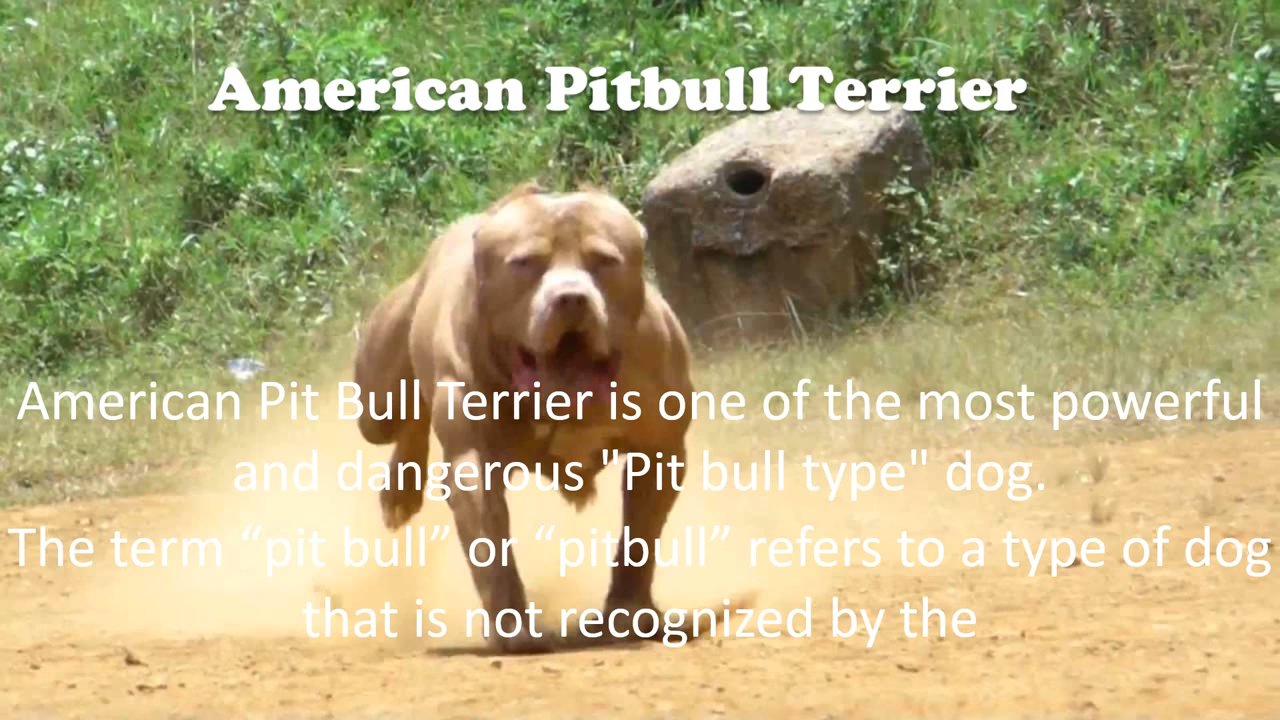 American Pitbull Terrier
American Pit Bull Terrier is one of the most powerful
and dangerous "Pit bull type" dog.
The term “pit bull” or “pitbull” refers to a type of dog
that is not recognized by the